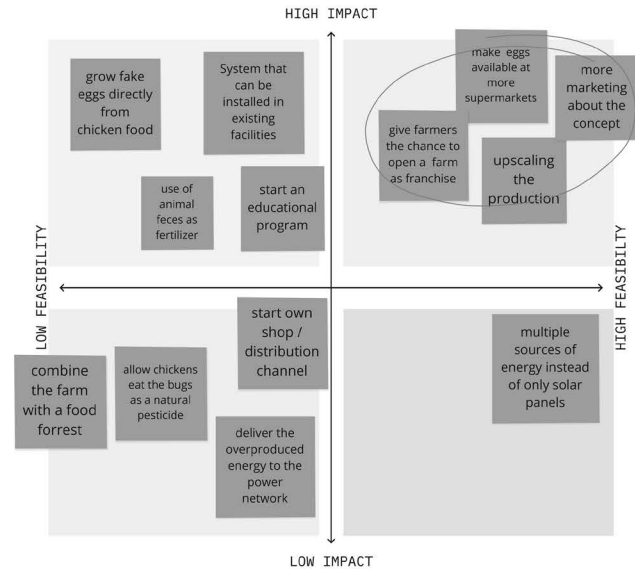 HIGH IMPACT
grow fake
eggs directly
from
chicken food
System that
can be
installed in
existing
facilities
make eggs
available at
more
supermarkets
more
marketing
about the
concept
give farmers
the chance to
open a farm
as franchise
upscaling
the
production
use of
animal
feces as
fertilizer
start an
educational
program
LOW FEASIBILITY
HIGH FEASIBILTY
start own
shop /
distribution
channel
multiple
sources of
energy instead
of only solar
panels
combine
the farm
with a food
forrest
allow chickens
eat the bugs
as a natural
pesticide
deliver the
overproduced
energy to the
power
network
LOW IMPACT